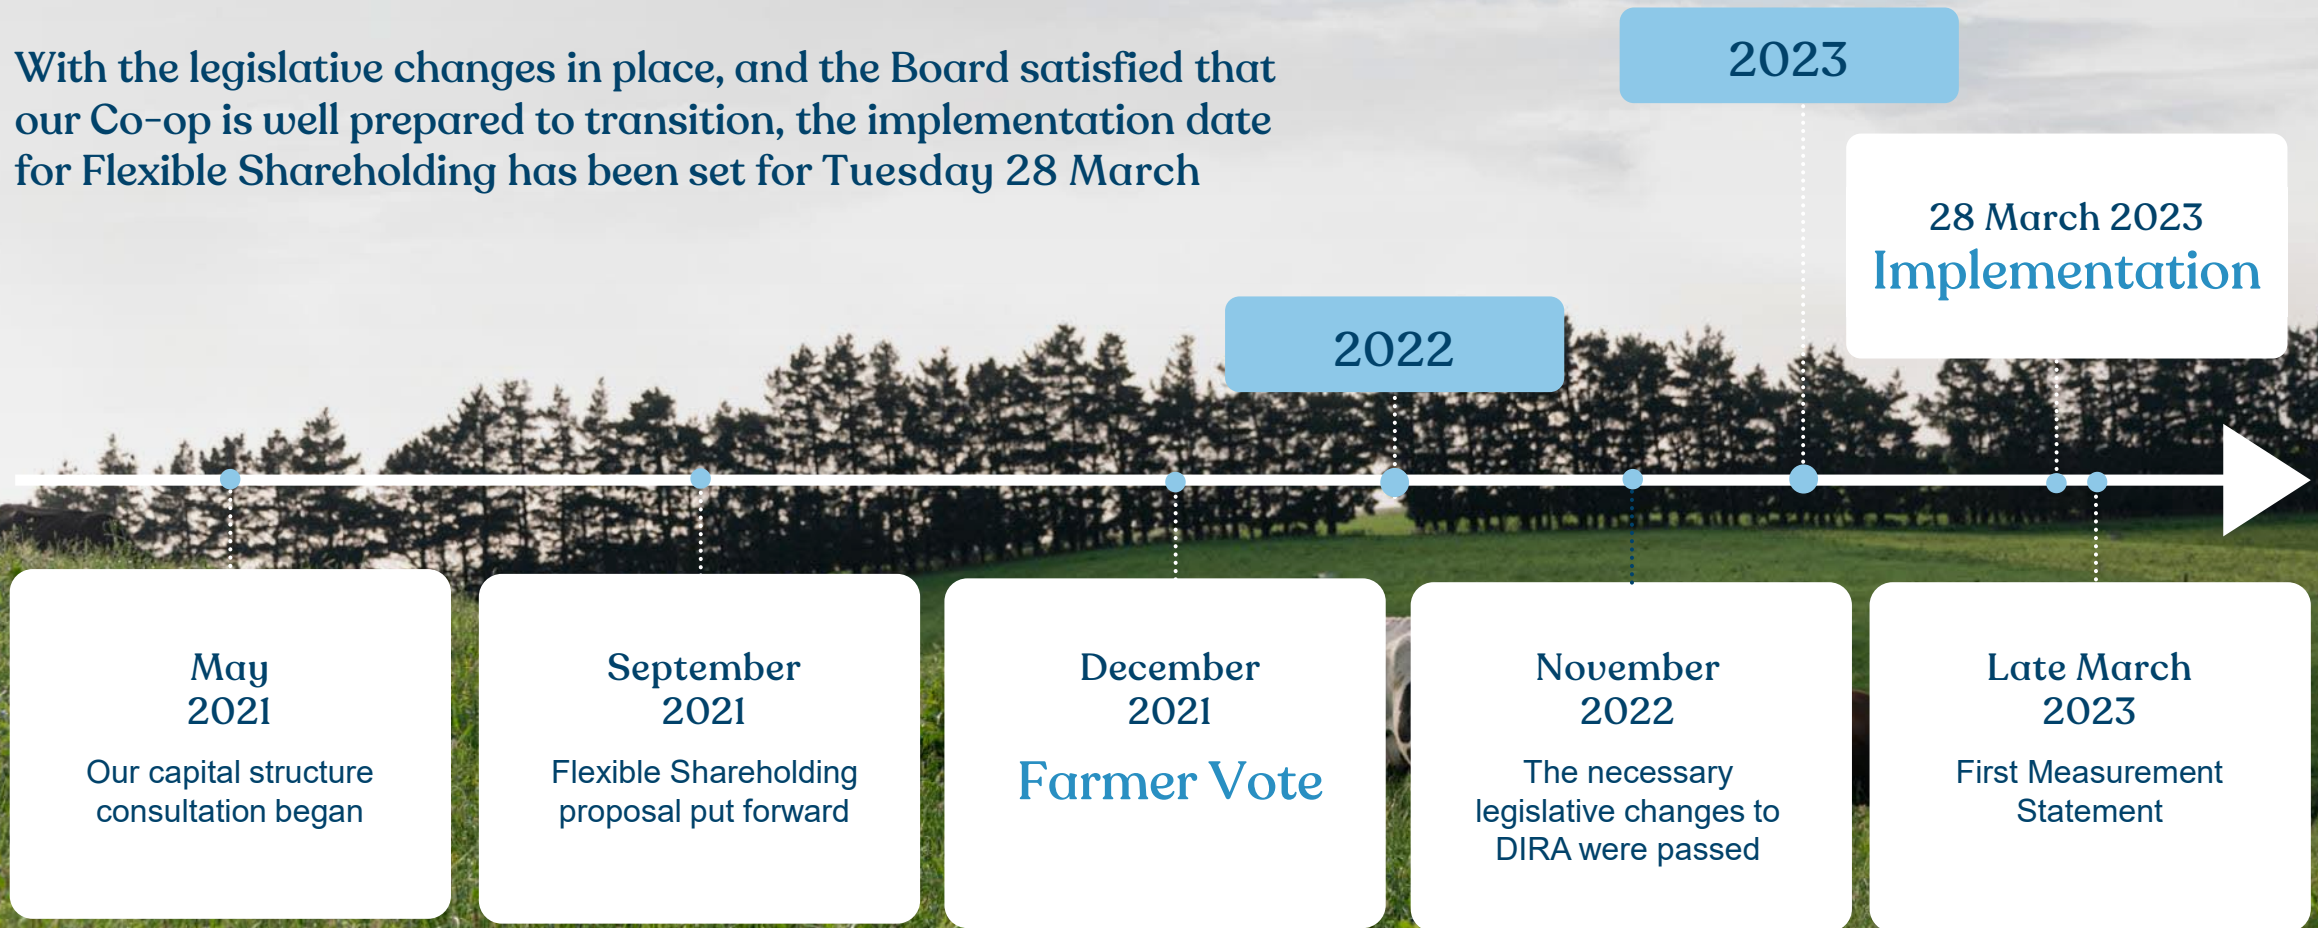 With the legislative changes in place, and the Board satisfied that
our Co-op is well prepared to transition, the implementation date
for Flexible Shareholding has been set for Tuesday 28 March
2023
28 March 2023
Implementation
2022
May
2021
Our capital structure
consultation began
September
2021
Flexible Shareholding
proposal put forward
December
2021
Farmer Vote
November
2022
The necessary
legislative changes to
DIRA were passed
Late March
2023
First Measurement
Statement